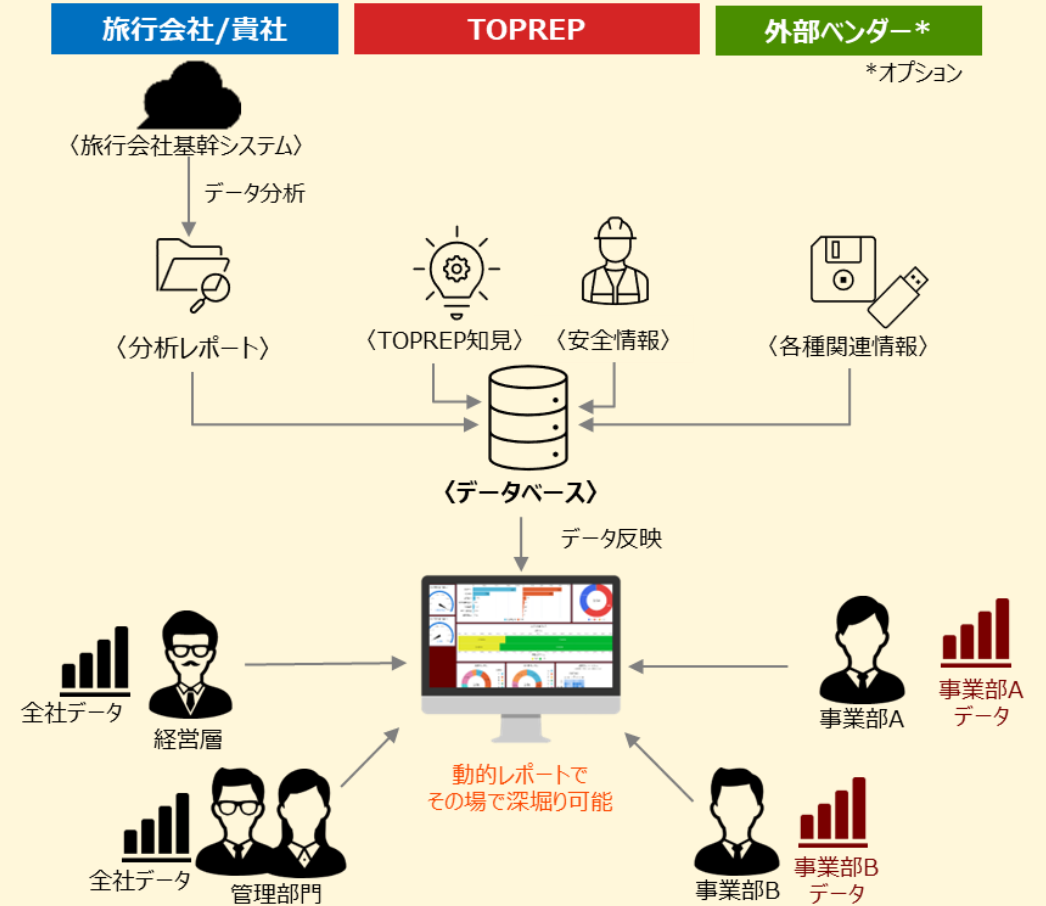 旅行会社/貴社
TOPREP
外部ベンダー*
*オプション
〈旅行会社基幹システム〉
データ分析
〈分析レポート〉
〈TOPREP知見〉
〈安全情報〉
〈各種関連情報〉
〈データベース〉
データ反映
全社データ
経営層
事業部A
事業部A
データ
動的レポートで
その場で深堀り可能
全社データ
管理部門
事業部B
事業部B
データ